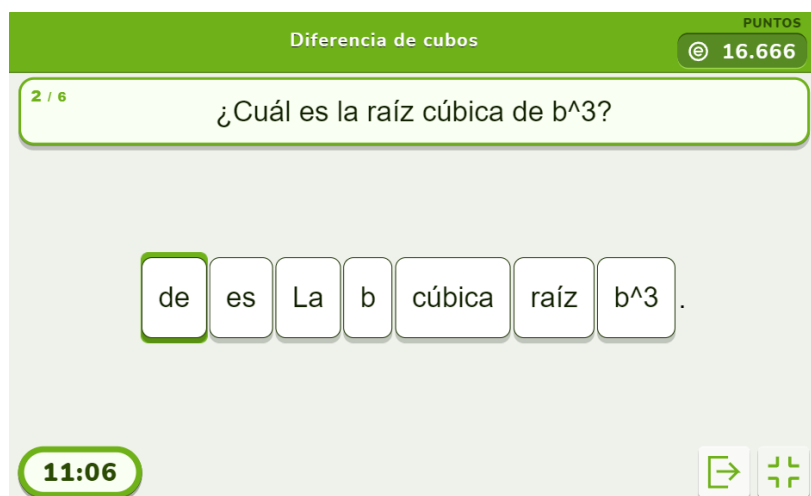 Diferencia de cubos
PUNTOS
16.666
2 / 6
¿Cuál es la raíz cúbica de b^3?
de es La b cúbica raíz b^3 .
11:06